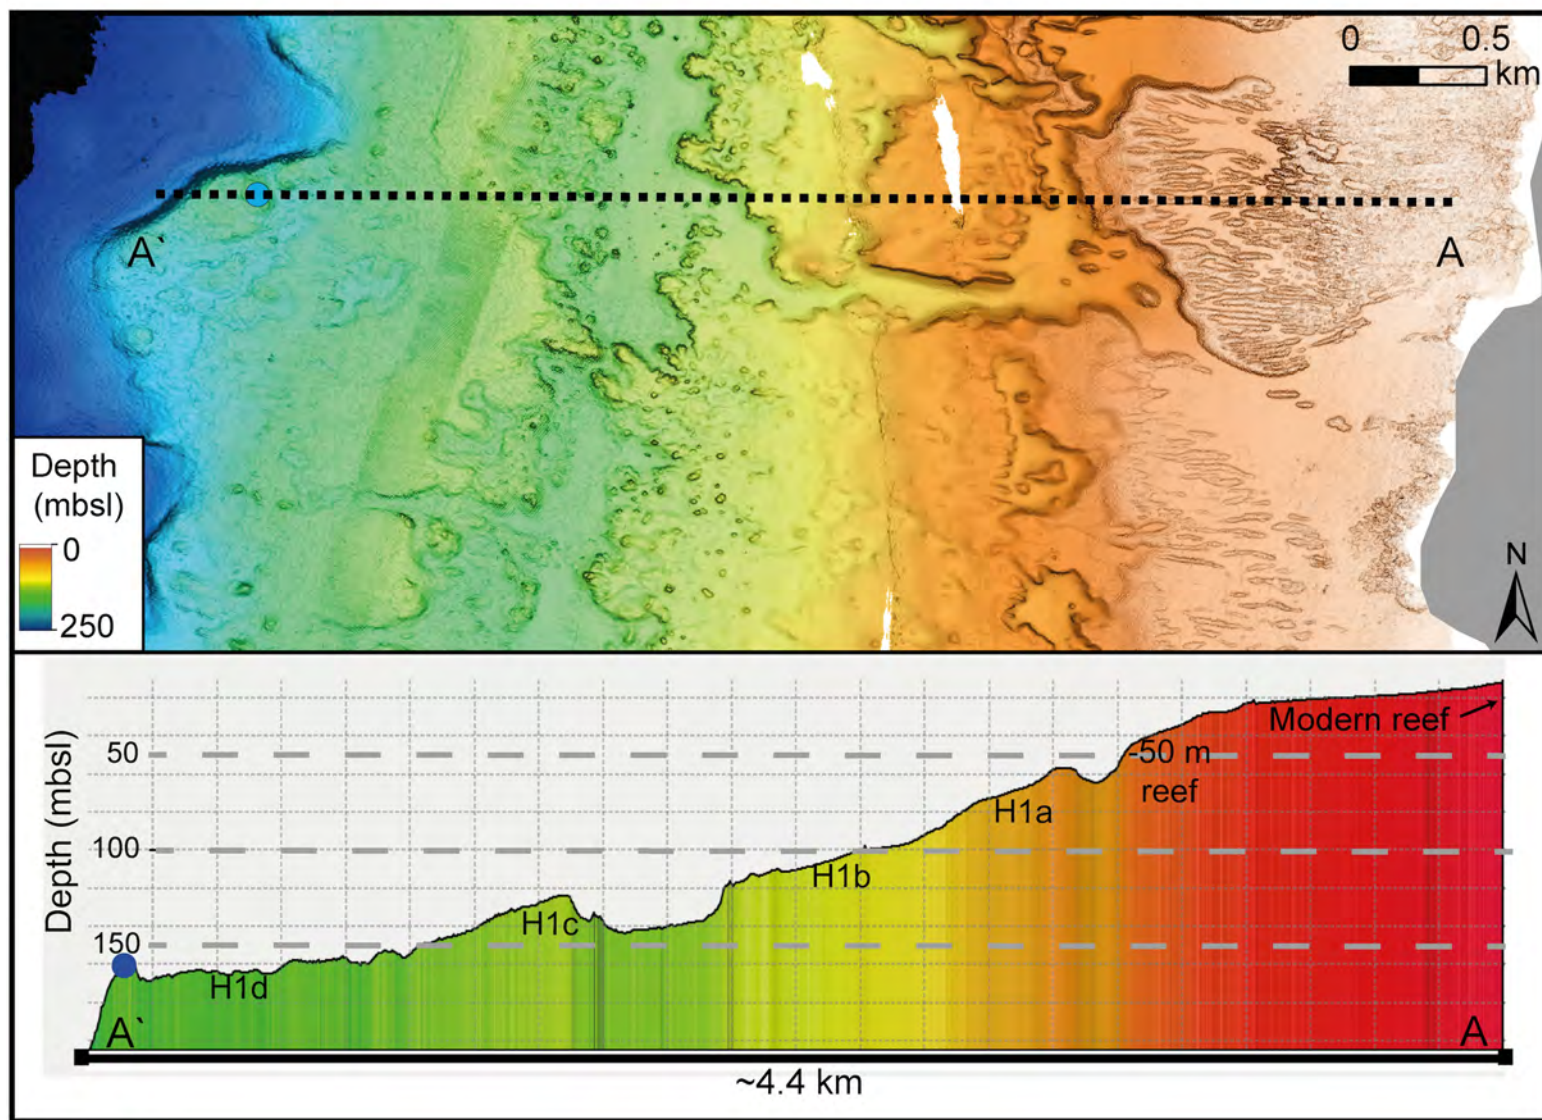 0 0.5
km
A`
A
Depth
(mbsl)
0
250
N
Depth (mbsl)
50
100
150
Modern reef
-50 m
reef
H1a
H1b
H1c
H1d
A`
A
~4.4 km